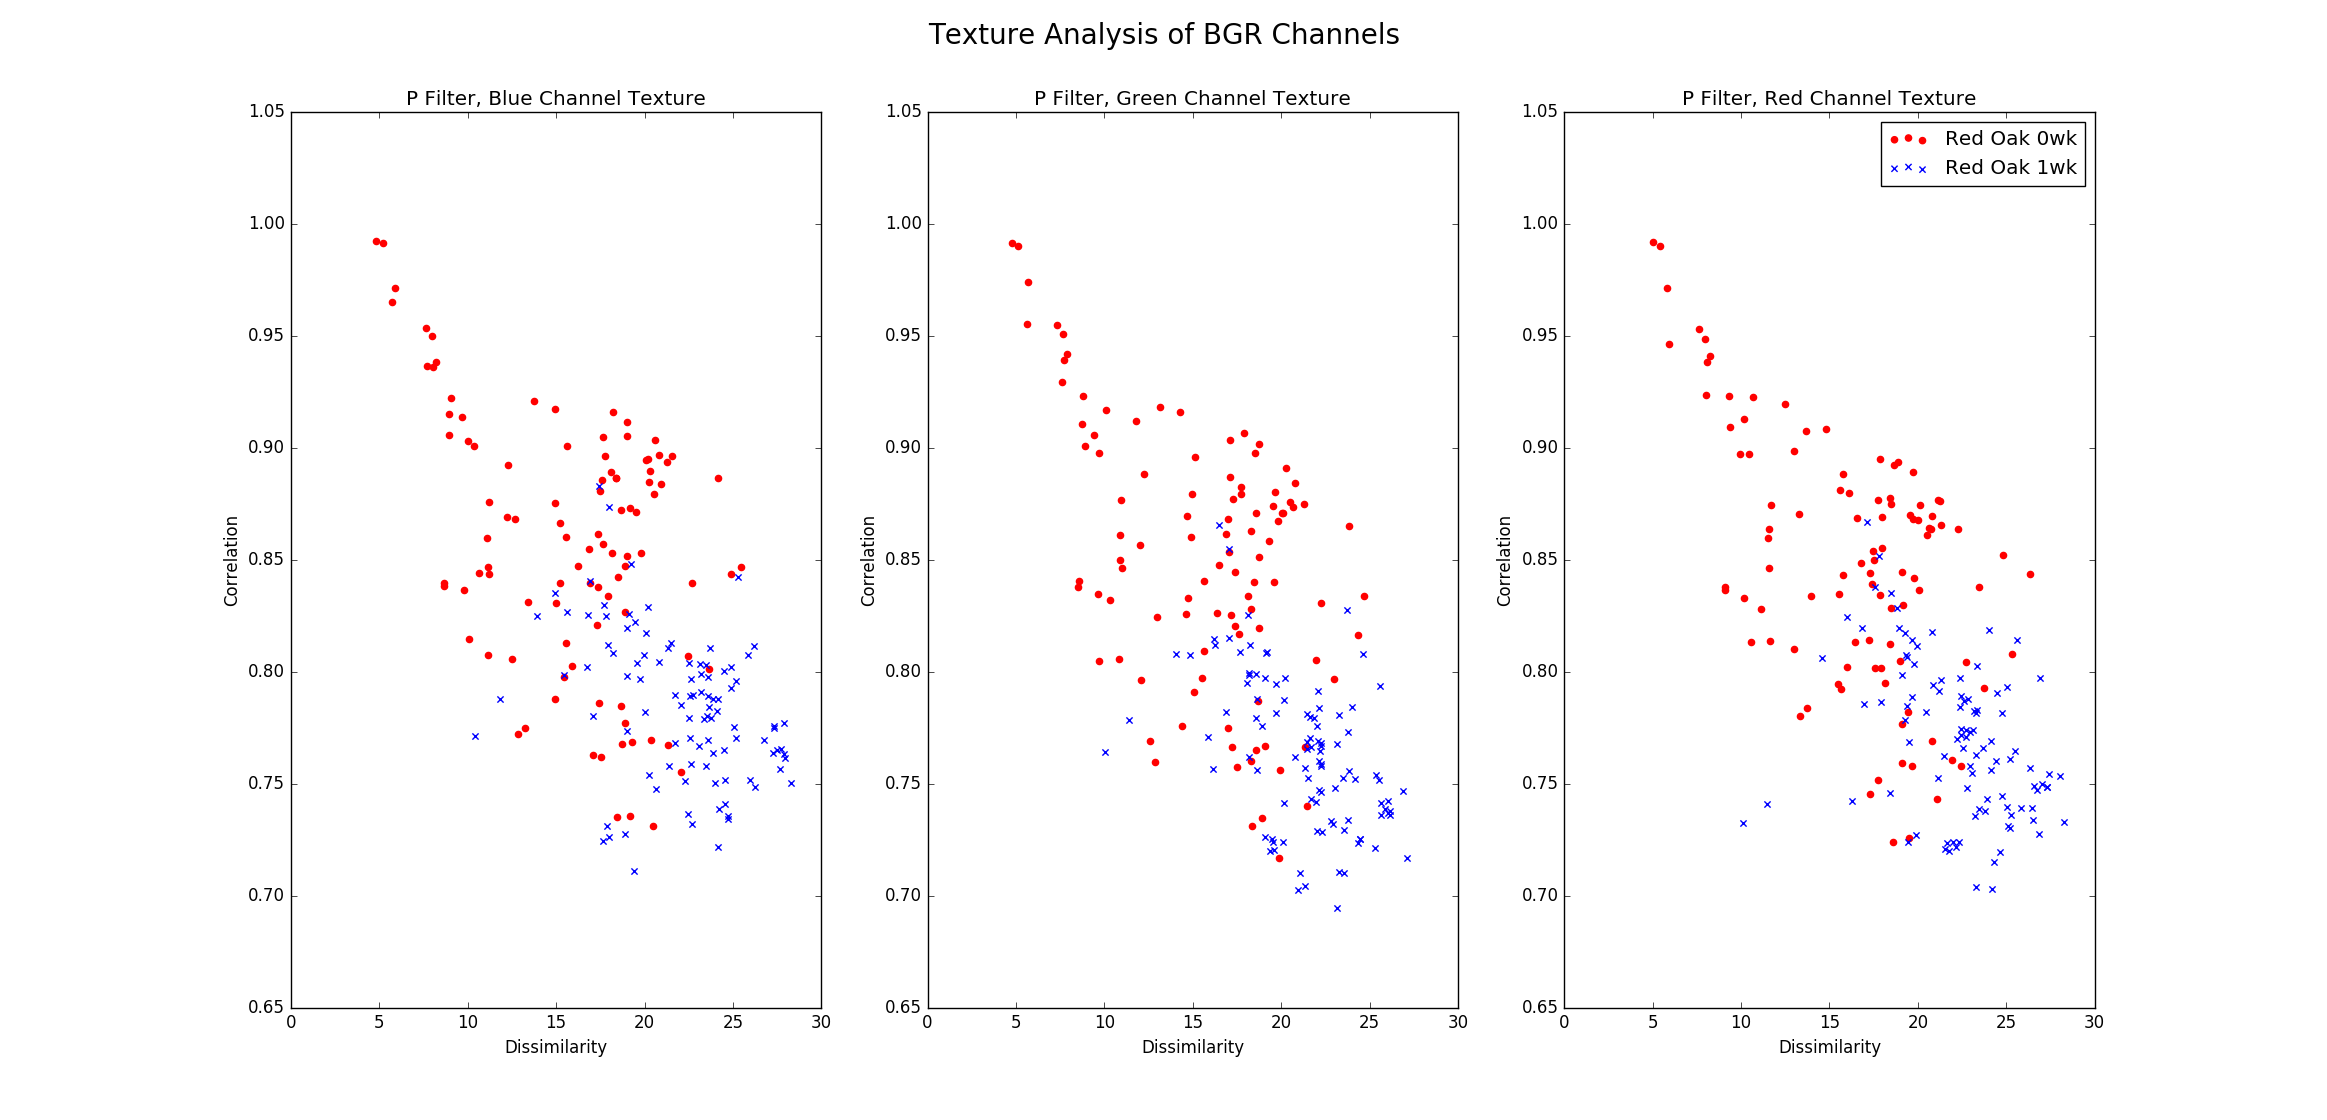 Texture Analysis of BGR Channels
P Filter, Blue Channel Texture
1.05
1.00
0.95
0.90
0.85
0.80
0.75
0.70
0.65
Correlation
0 5 10 15 20 25 30
Dissimilarity
P Filter, Green Channel Texture
1.05
1.00
0.95
0.90
0.85
0.80
0.75
0.70
0.65
Correlation
0 5 10 15 20 25 30
Dissimilarity
P Filter, Red Channel Texture
1.05
1.00
0.95
0.90
0.85
0.80
0.75
0.70
0.65
Correlation
Red Oak 0wk
Red Oak 1wk
0 5 10 15 20 25 30
Dissimilarity